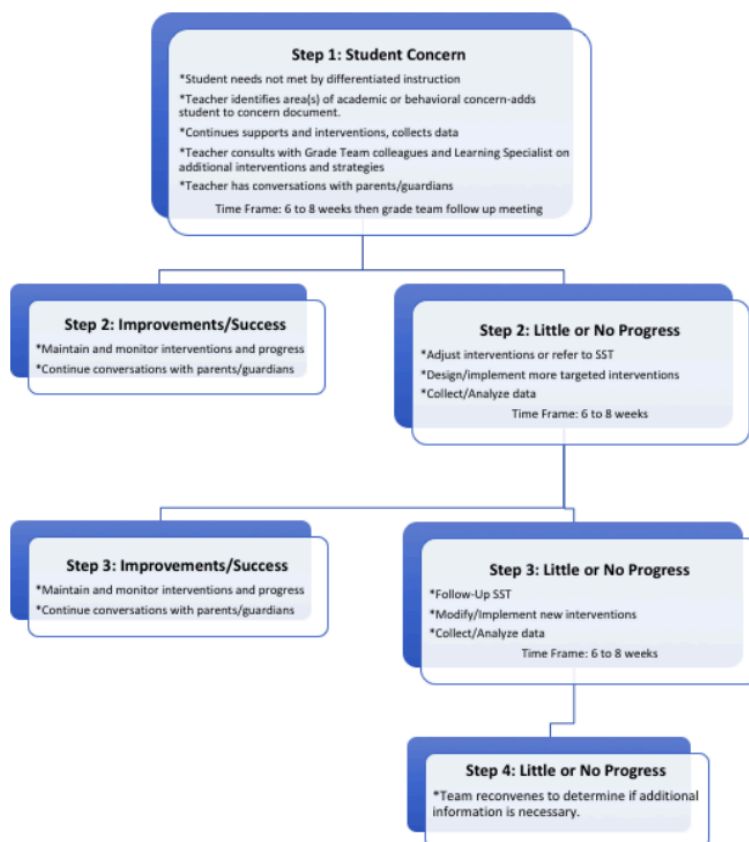 Step 1: Student Concern
*Student needs not met by differentiated instruction
*Teacher identifies area(s) of academic or behavioral concern-adds
student to concern document.
*Continues supports and interventions, collects data
*Teacher consults with Grade Team colleagues and Learning Specialist on
additional interventions and strategies
*Teacher has conversations with parents/guardians
Time Frame: 6 to 8 weeks then grade team follow up meeting
Step 2: Improvements/Success
*Maintain and monitor interventions and progress
*Continue conversations with parents/guardians
Step 2: Little or No Progress
*Adjust interventions or refer to SST
*Design/implement more targeted interventions
*Collect/Analyze data
Time Frame: 6 to 8 weeks
Step 3: Improvements/Success
*Maintain and monitor interventions and progress
*Continue conversations with parents/guardians
Step 3: Little or No Progress
*Follow-Up SST
*Modify/Implement new interventions
*Collect/Analyze data
Time Frame: 6 to 8 weeks
Step 4: Little or No Progress
*Team reconvenes to determine if additional
information is necessary.